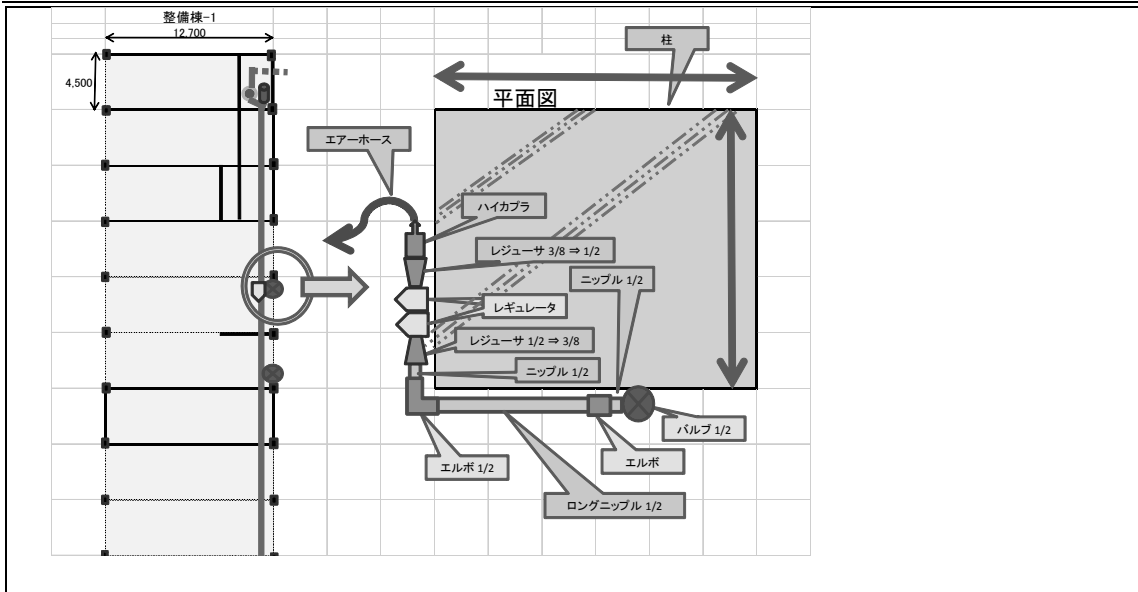 整備棟-1
12,700
4,500
柱
平面図
エアーホース
ハイカプラ
レジューサ 3/8 ⇒ 1/2
ニップル 1/2
レギュレータ
レジューサ 1/2 ⇒ 3/8
ニップル 1/2
バルブ 1/2
エルボ 1/2
エルボ
ロングニップル 1/2